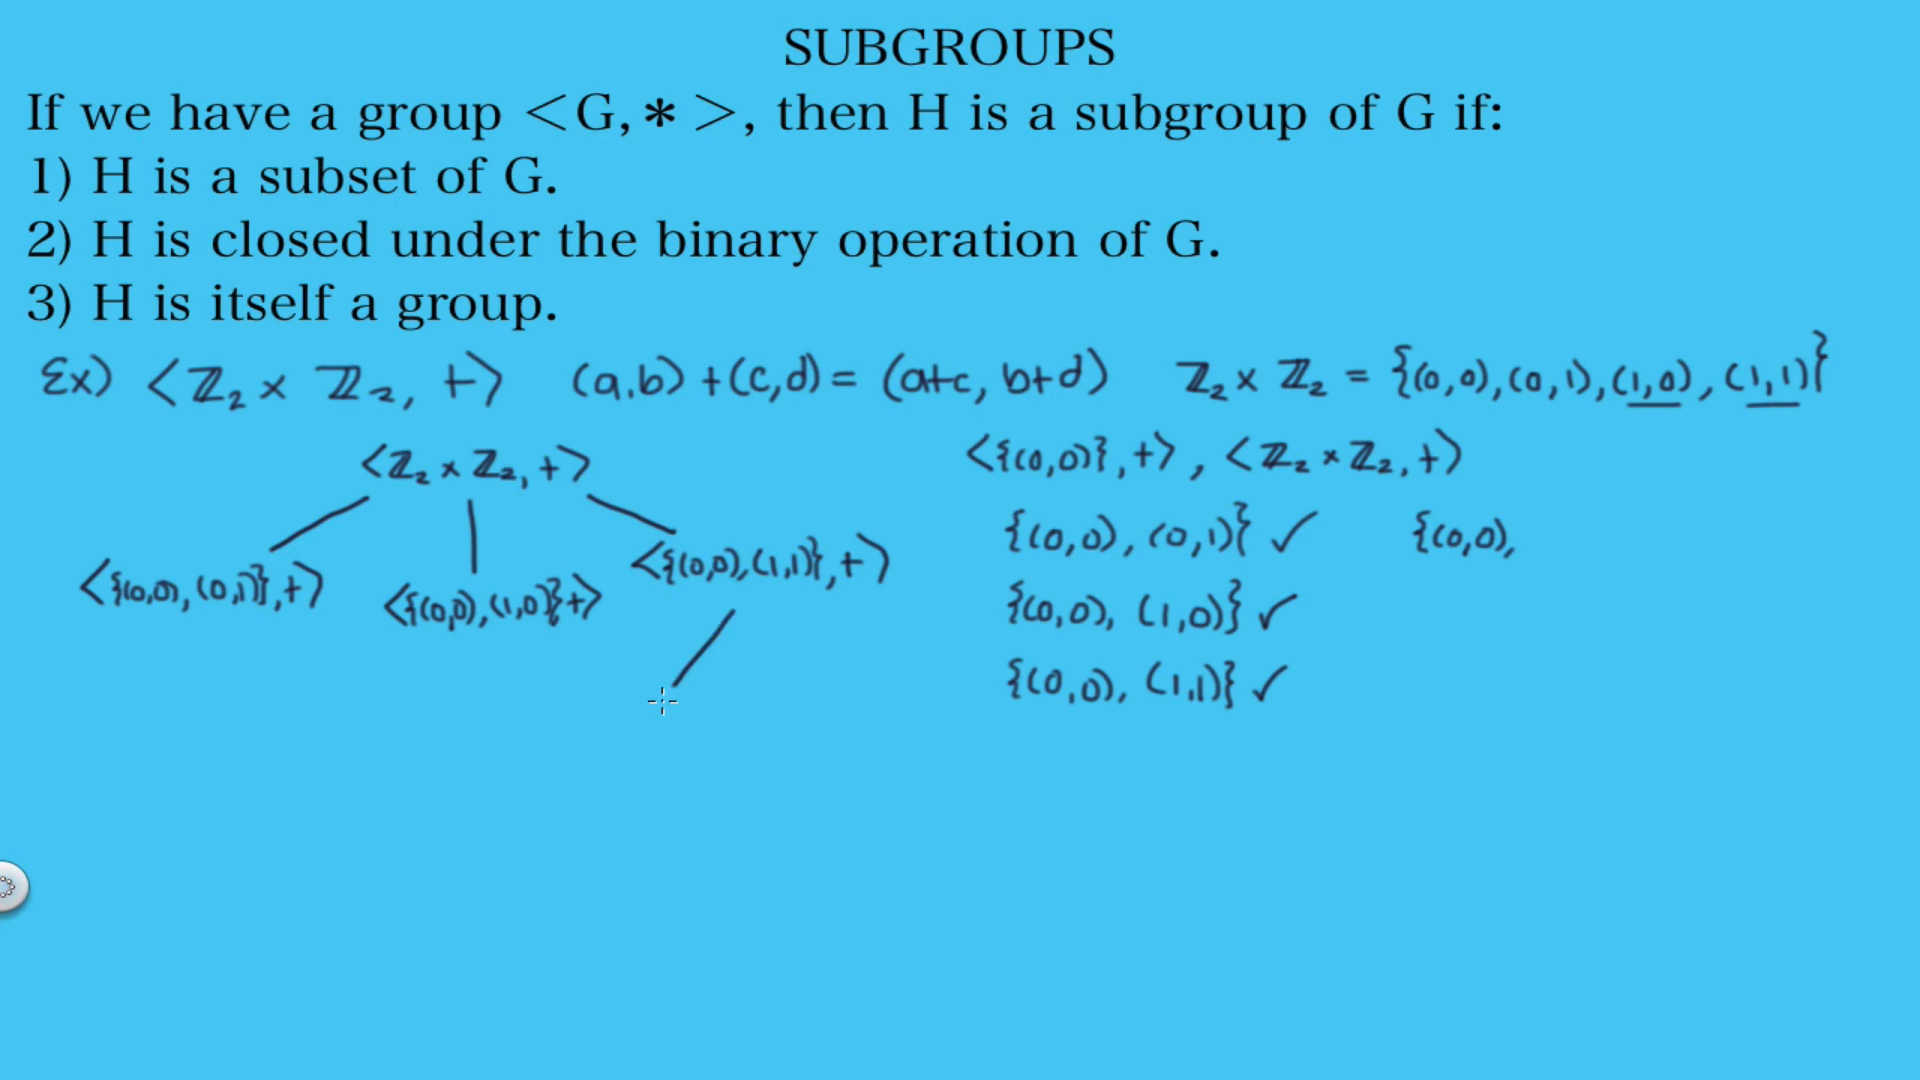 SUBGROUPS
If we have a group <G,*>, then H is a subgroup of G if:
1) H is a subset of G.
2) H is closed under the binary operation of G.
3) H is itself a group.
Ex) <ℤ₂ × ℤ₂, +> (a,b)+(c,d) = (a+c, b+d) ℤ₂ × ℤ₂ = {(0,0),(0,1),(1,0),(1,1)}
<ℤ₂ × ℤ₂, +>
<{(0,0),(0,1)},+> <{(0,0),(1,0)}+> <{(0,0),(1,1)},+>
<{(0,0)},+>, <ℤ₂ × ℤ₂,+>
{(0,0), (0,1)} ✓ {(0,0),
{(0,0), (1,0)} ✓
{(0,0), (1,1)} ✓